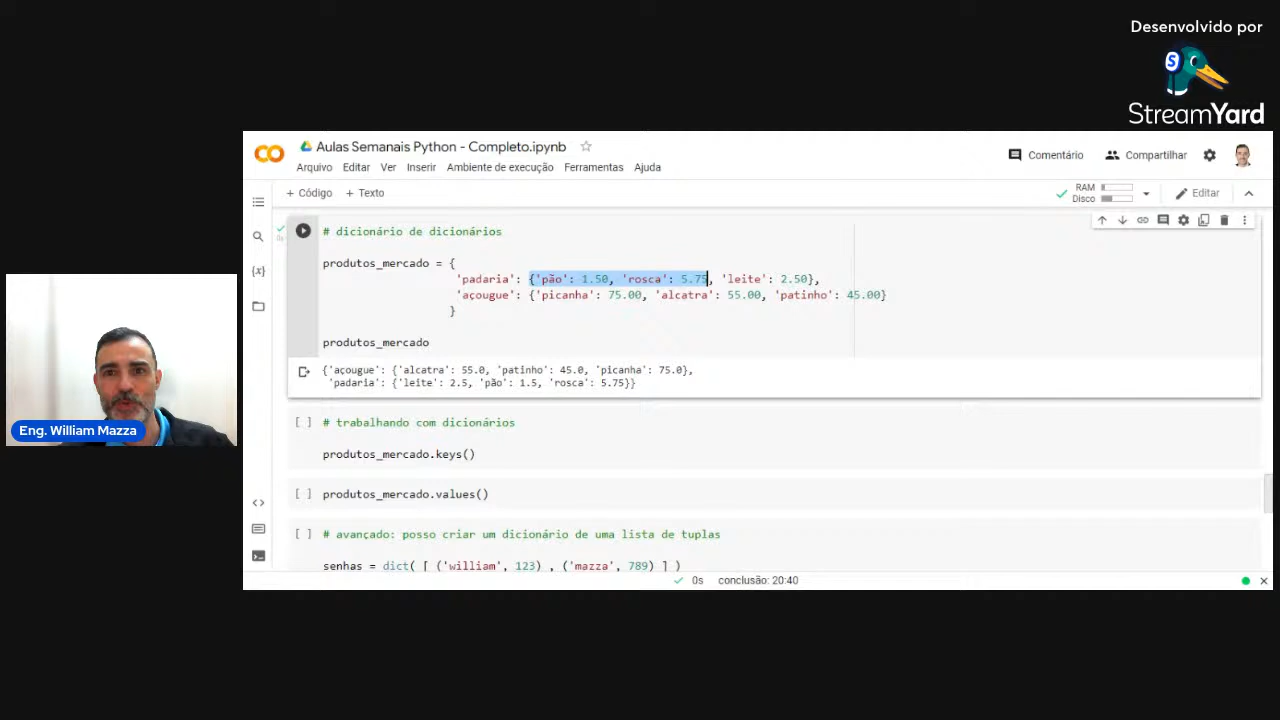 Desenvolvido por
StreamYard
Aulas Semanais Python - Completo.ipynb
Comentário
Compartilhar
Arquivo Editar Ver Inserir Ambiente de execução Ferramentas Ajuda
+ Código + Texto
RAM
Disco
Editar
0s
# dicionário de dicionários
produtos_mercado = {
'padaria': {'pão': 1.50, 'rosca': 5.75, 'leite': 2.50},
'açougue': {'picanha': 75.00, 'alcatra': 55.00, 'patinho': 45.00}
}
produtos_mercado
{'açougue': {'alcatra': 55.0, 'patinho': 45.0, 'picanha': 75.0},
'padaria': {'leite': 2.5, 'pão': 1.5, 'rosca': 5.75}}
[ ] # trabalhando com dicionários
produtos_mercado.keys()
[ ] produtos_mercado.values()
[ ] # avançado: posso criar um dicionário de uma lista de tuplas
senhas = dict( [ ('william', 123) , ('mazza', 789) ] )
0s conclusão: 20:40
Eng. William Mazza